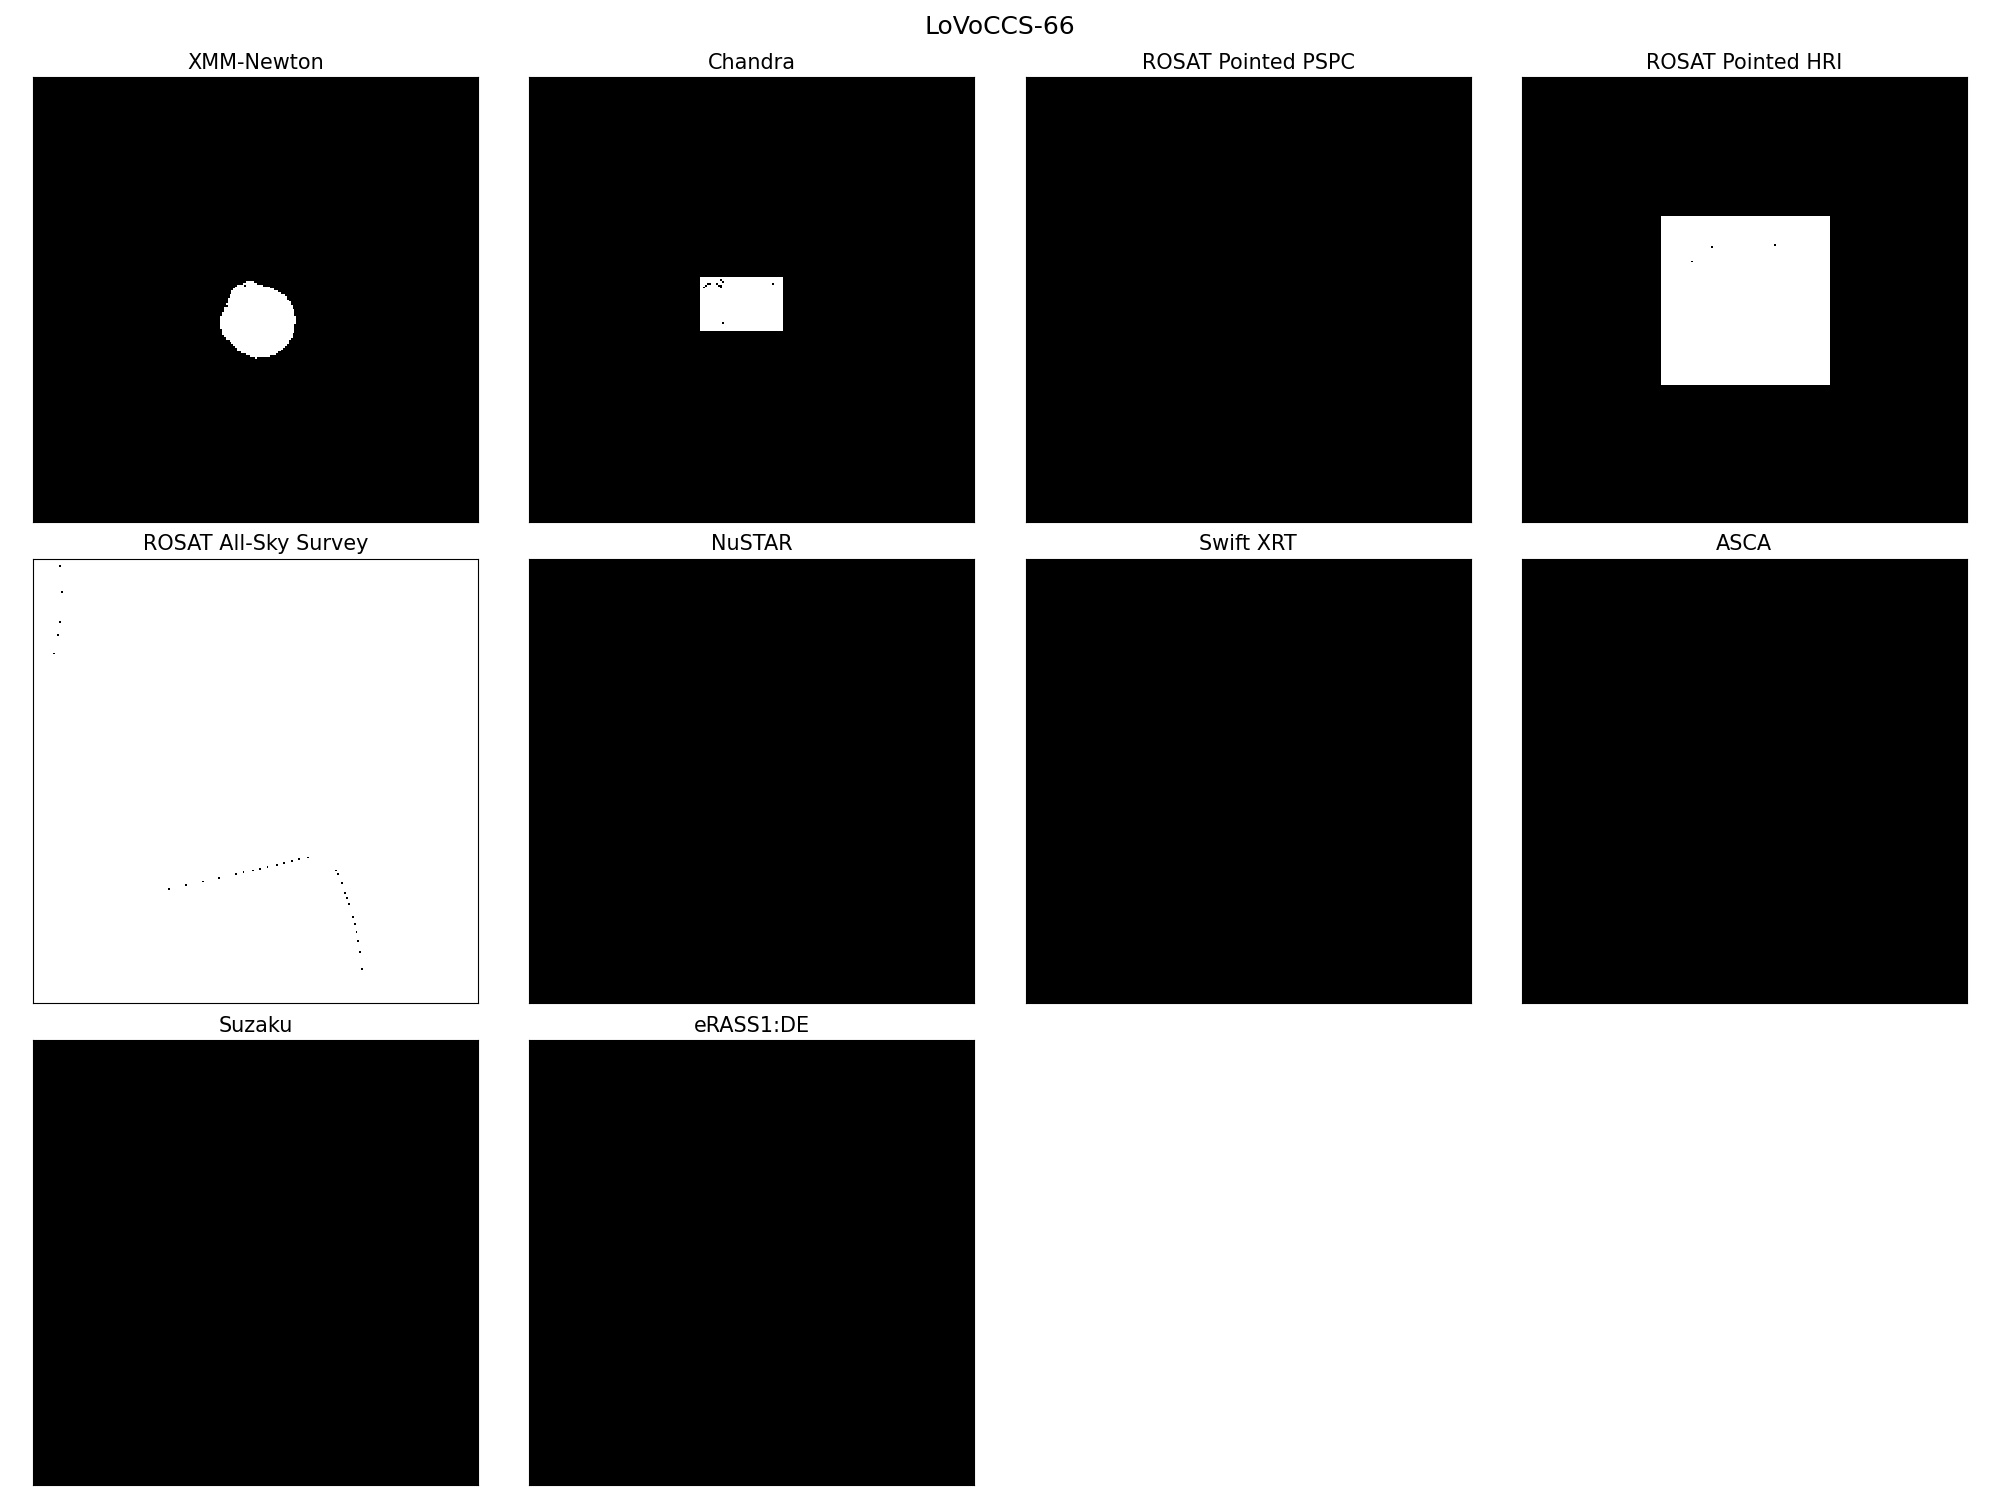 LoVoCCS-66
XMM-Newton
Chandra
ROSAT Pointed PSPC
ROSAT Pointed HRI
ROSAT All-Sky Survey
NuSTAR
Swift XRT
ASCA
Suzaku
eRASS1:DE